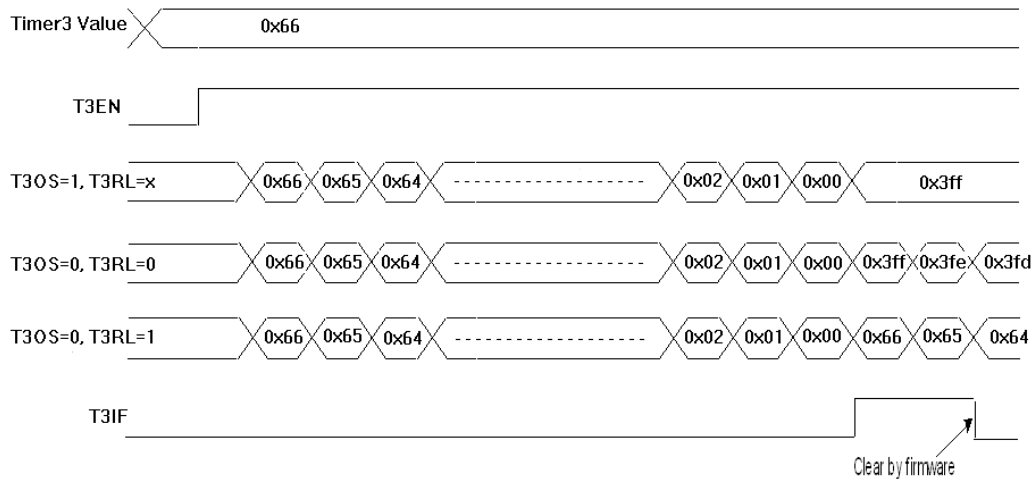 Timer3 Value 0x66
T3EN
T3OS=1, T3RL=x 0x66 0x65 0x64 0x02 0x01 0x00 0x3ff
T3OS=0, T3RL=0 0x66 0x65 0x64 0x02 0x01 0x00 0x3ff 0x3fe 0x3fd
T3OS=0, T3RL=1 0x66 0x65 0x64 0x02 0x01 0x00 0x66 0x65 0x64
T3IF
Clear by firmware